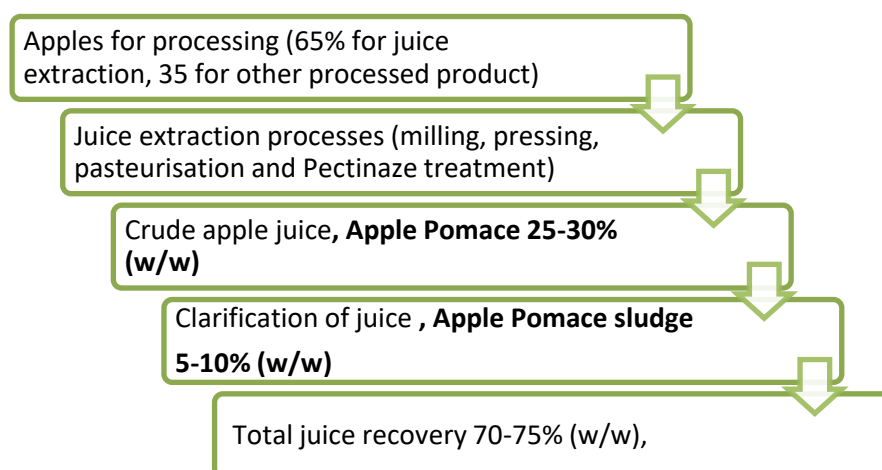 Apples for processing (65% for juice
extraction, 35 for other processed product)
Juice extraction processes (milling, pressing,
pasteurisation and Pectinaze treatment)
Crude apple juice, Apple Pomace 25-30%
(w/w)
Clarification of juice , Apple Pomace sludge
5-10% (w/w)
Total juice recovery 70-75% (w/w),